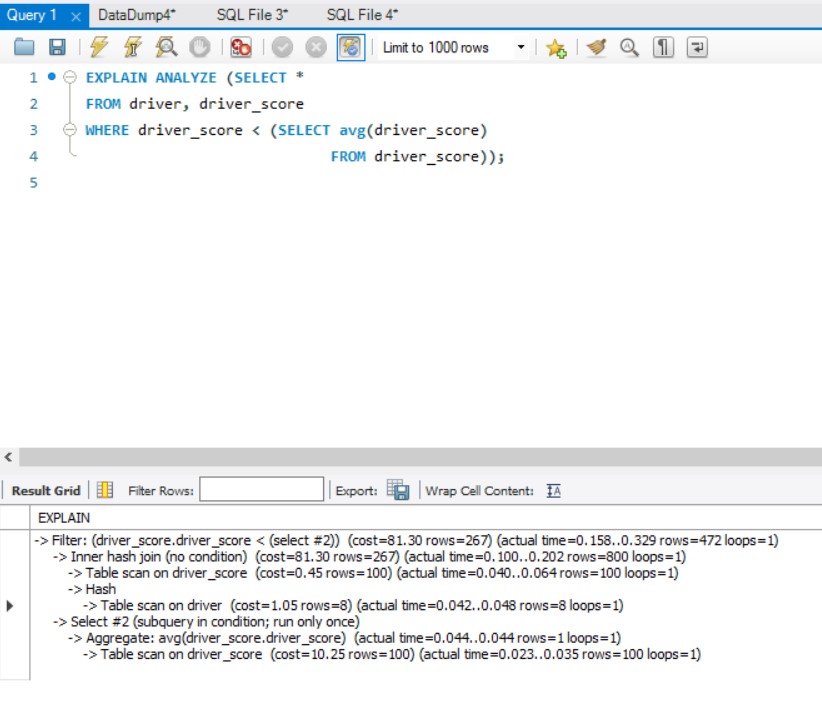 Query 1 × DataDump4* SQL File 3* SQL File 4*
Limit to 1000 rows
1 EXPLAIN ANALYZE (SELECT *
2 FROM driver, driver_score
3 WHERE driver_score < (SELECT avg(driver_score)
4 FROM driver_score));
5
Result Grid Filter Rows: Export: Wrap Cell Content:
EXPLAIN
-> Filter: (driver_score.driver_score < (select #2)) (cost=81.30 rows=267) (actual time=0.158..0.329 rows=472 loops=1)
-> Inner hash join (no condition) (cost=81.30 rows=267) (actual time=0.100..0.202 rows=800 loops=1)
-> Table scan on driver_score (cost=0.45 rows=100) (actual time=0.040..0.064 rows=100 loops=1)
-> Hash
-> Table scan on driver (cost=1.05 rows=8) (actual time=0.042..0.048 rows=8 loops=1)
-> Select #2 (subquery in condition; run only once)
-> Aggregate: avg(driver_score.driver_score) (actual time=0.044..0.044 rows=1 loops=1)
-> Table scan on driver_score (cost=10.25 rows=100) (actual time=0.023..0.035 rows=100 loops=1)